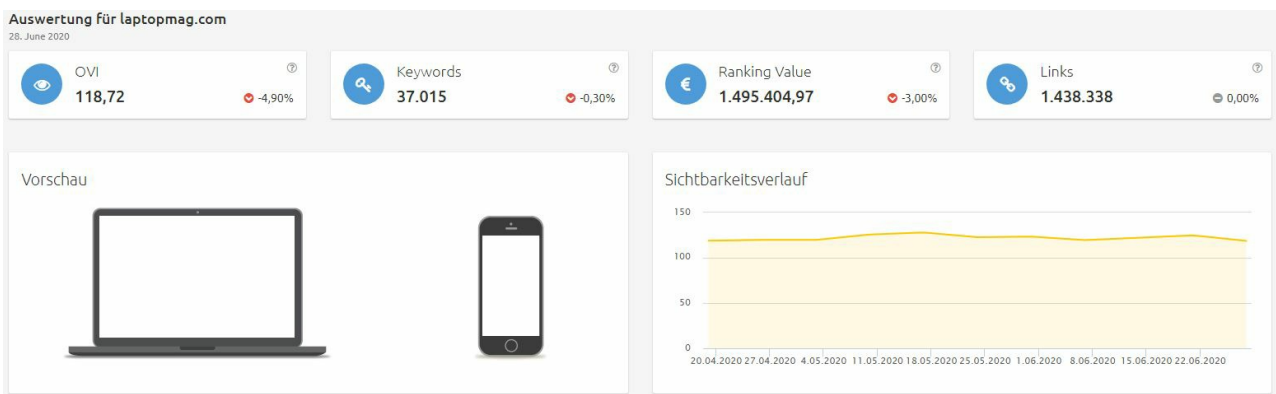 Auswertung für laptopmag.com
28. June 2020
OVI
118,72
-4,90%
Keywords
37.015
-0,30%
Ranking Value
1.495.404,97
-3,00%
Links
1.438.338
0,00%
Vorschau
Sichtbarkeitsverlauf
150
100
50
0
20.04.2020 27.04.2020 4.05.2020 11.05.2020 18.05.2020 25.05.2020 1.06.2020 8.06.2020 15.06.2020 22.06.2020